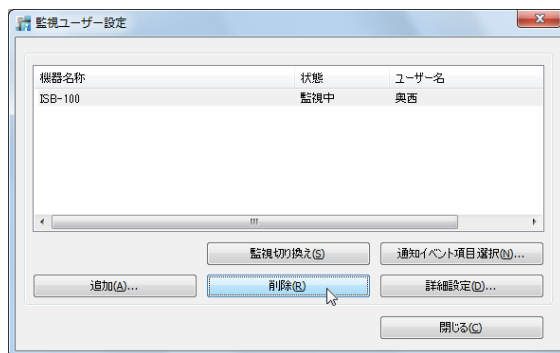 監視ユーザー設定
機器名称 状態 ユーザー名
ISB-100 監視中 奥西
監視切り換え(S) 通知イベント項目選択(N)...
追加(A)... 削除(R) 詳細設定(D)...
閉じる(C)